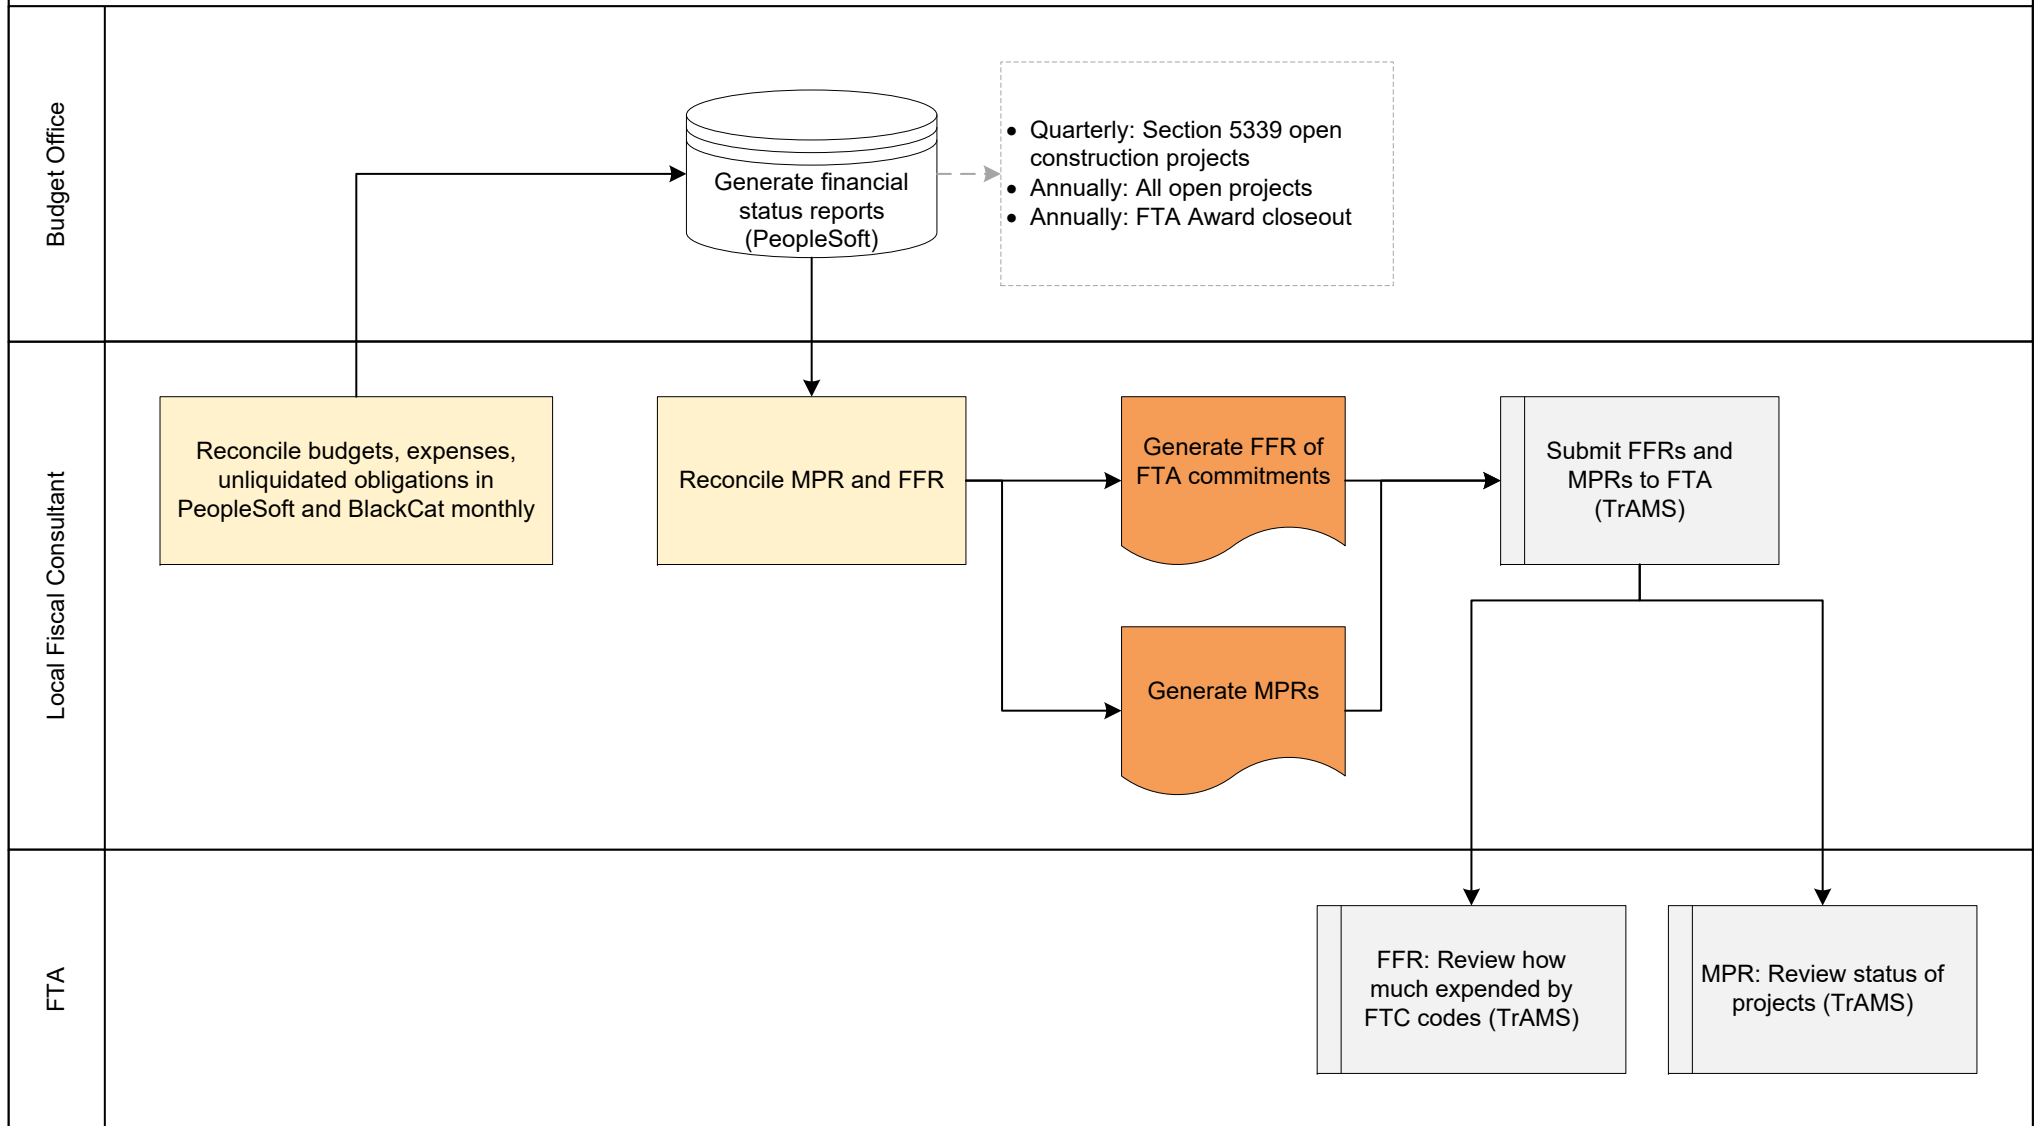 Budget Office
Generate financial
status reports
(PeopleSoft)
• Quarterly: Section 5339 open
construction projects
• Annually: All open projects
• Annually: FTA Award closeout
Local Fiscal Consultant
Reconcile budgets, expenses,
unliquidated obligations in
PeopleSoft and BlackCat monthly
Reconcile MPR and FFR
Generate FFR of
FTA commitments
Submit FFRs and
MPRs to FTA
(TrAMS)
Generate MPRs
FTA
FFR: Review how
much expended by
FTC codes (TrAMS)
MPR: Review status of
projects (TrAMS)